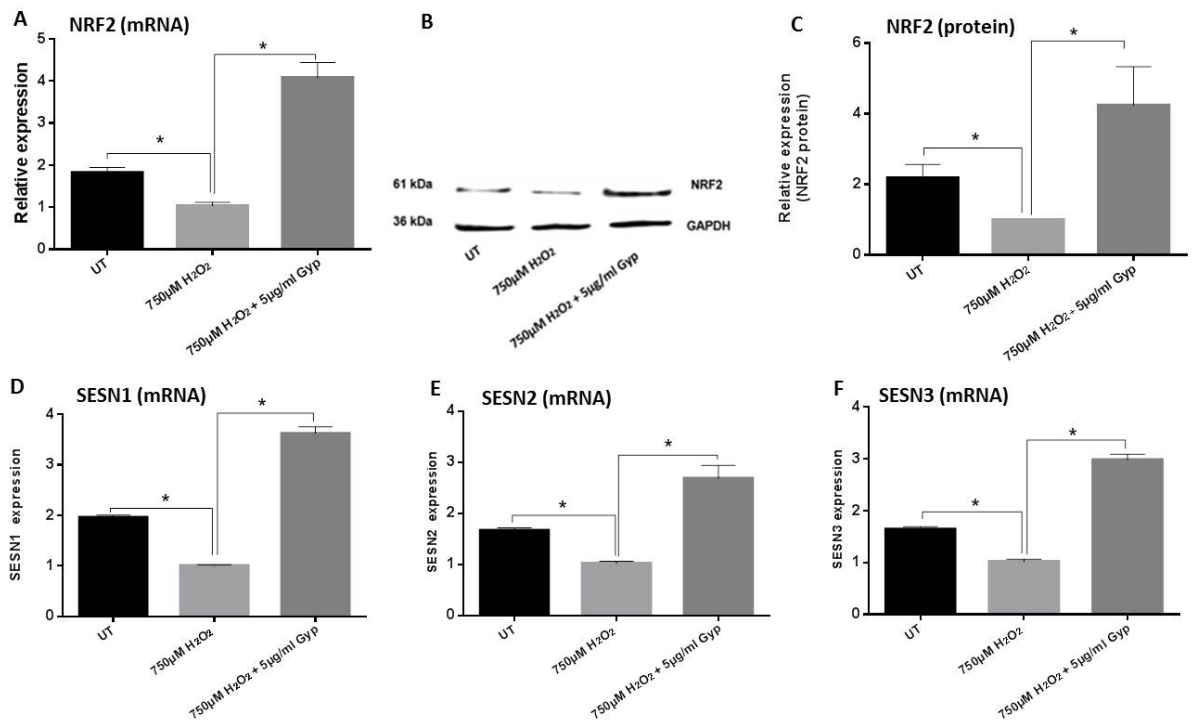 A
NRF2 (mRNA)
Relative expression
5
4
3
2
1
0
*
*
UT
750µM H₂O₂
750µM H₂O₂ + 5µg/ml Gyp
B
61 kDa
NRF2
36 kDa
GAPDH
UT
750µM H₂O₂
750µM H₂O₂ + 5µg/ml Gyp
C
NRF2 (protein)
Relative expression
(NRF2 protein)
6
4
2
0
*
*
UT
750µM H₂O₂
750µM H₂O₂ + 5µg/ml Gyp
D
SESN1 (mRNA)
SESN1 expression
4
3
2
1
0
*
*
UT
750µM H₂O₂
750µM H₂O₂ + 5µg/ml Gyp
E
SESN2 (mRNA)
SESN2 expression
4
3
2
1
0
*
*
UT
750µM H₂O₂
750µM H₂O₂ + 5µg/ml Gyp
F
SESN3 (mRNA)
SESN3 expression
4
3
2
1
0
*
*
UT
750µM H₂O₂
750µM H₂O₂ + 5µg/ml Gyp